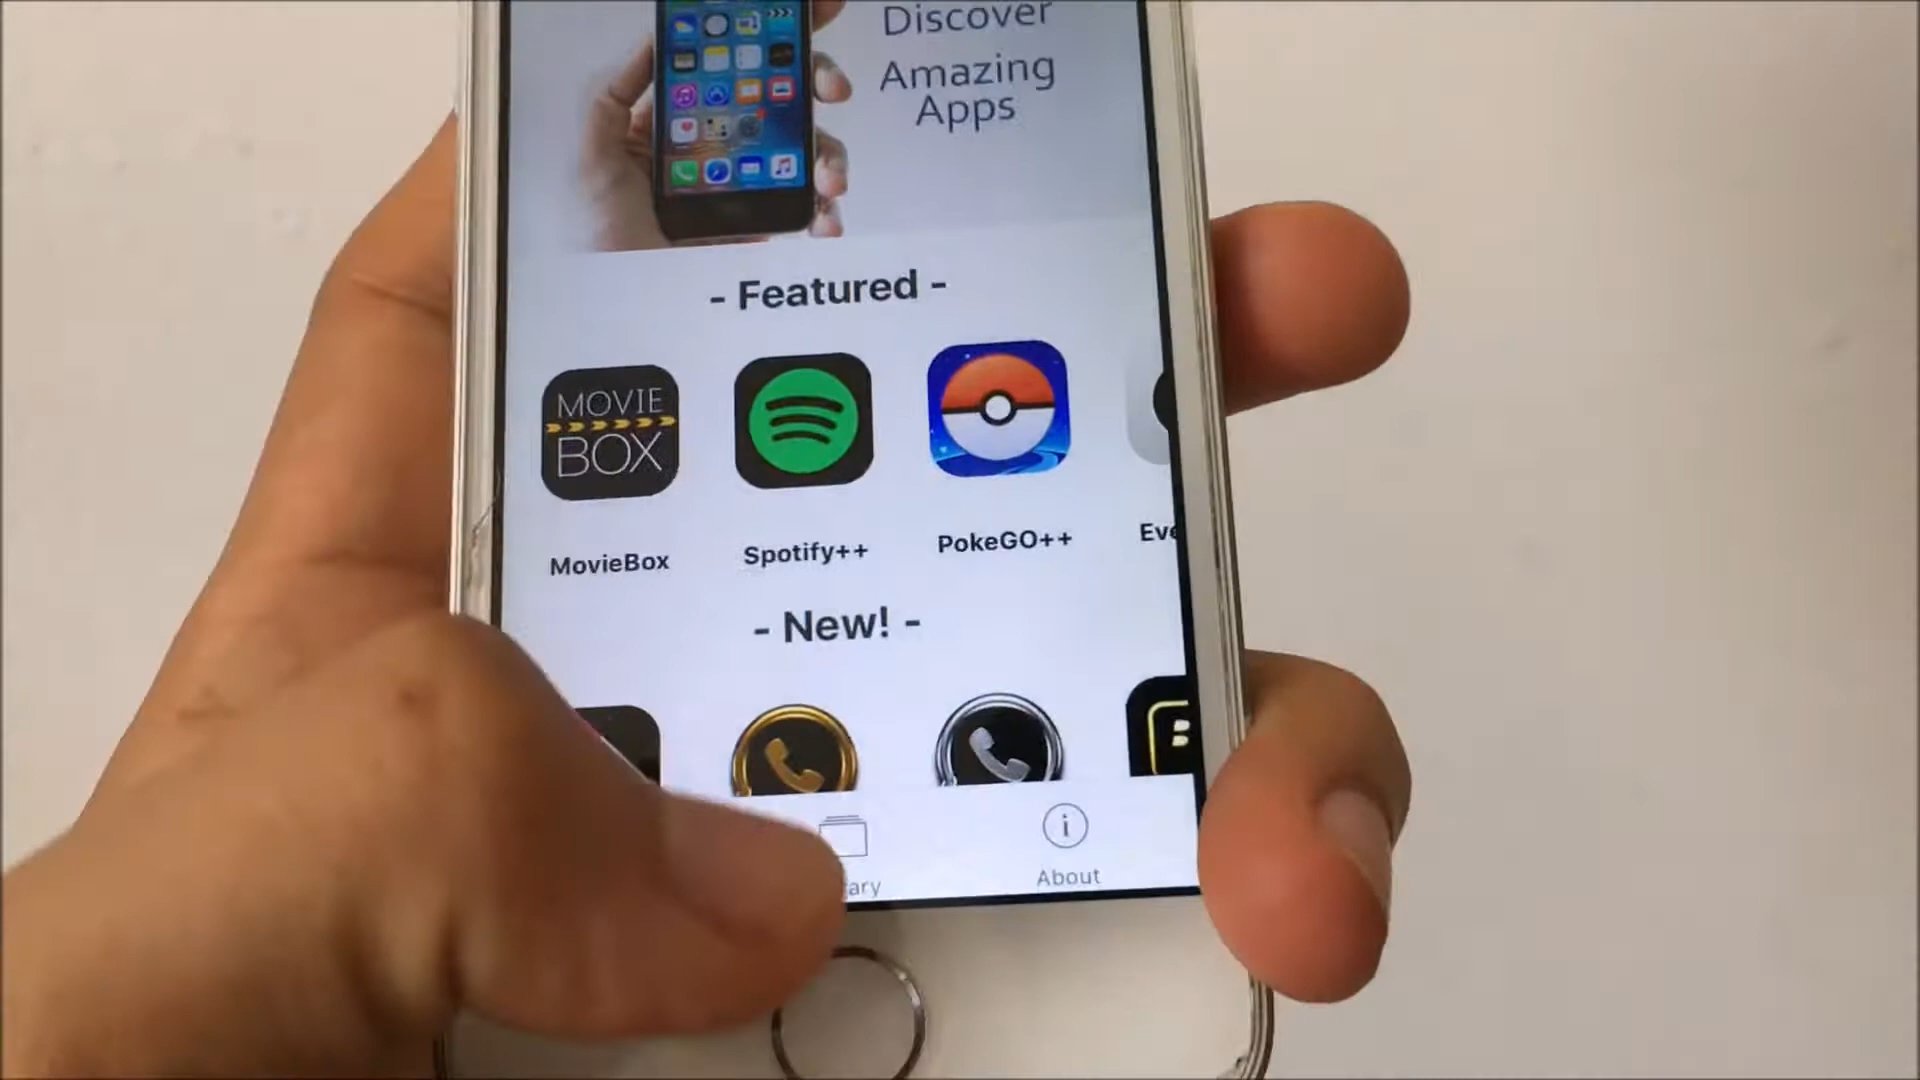 Discover
Amazing
Apps
- Featured -
MOVIE
BOX
MovieBox
Spotify++
PokeGO++
- New! -
About